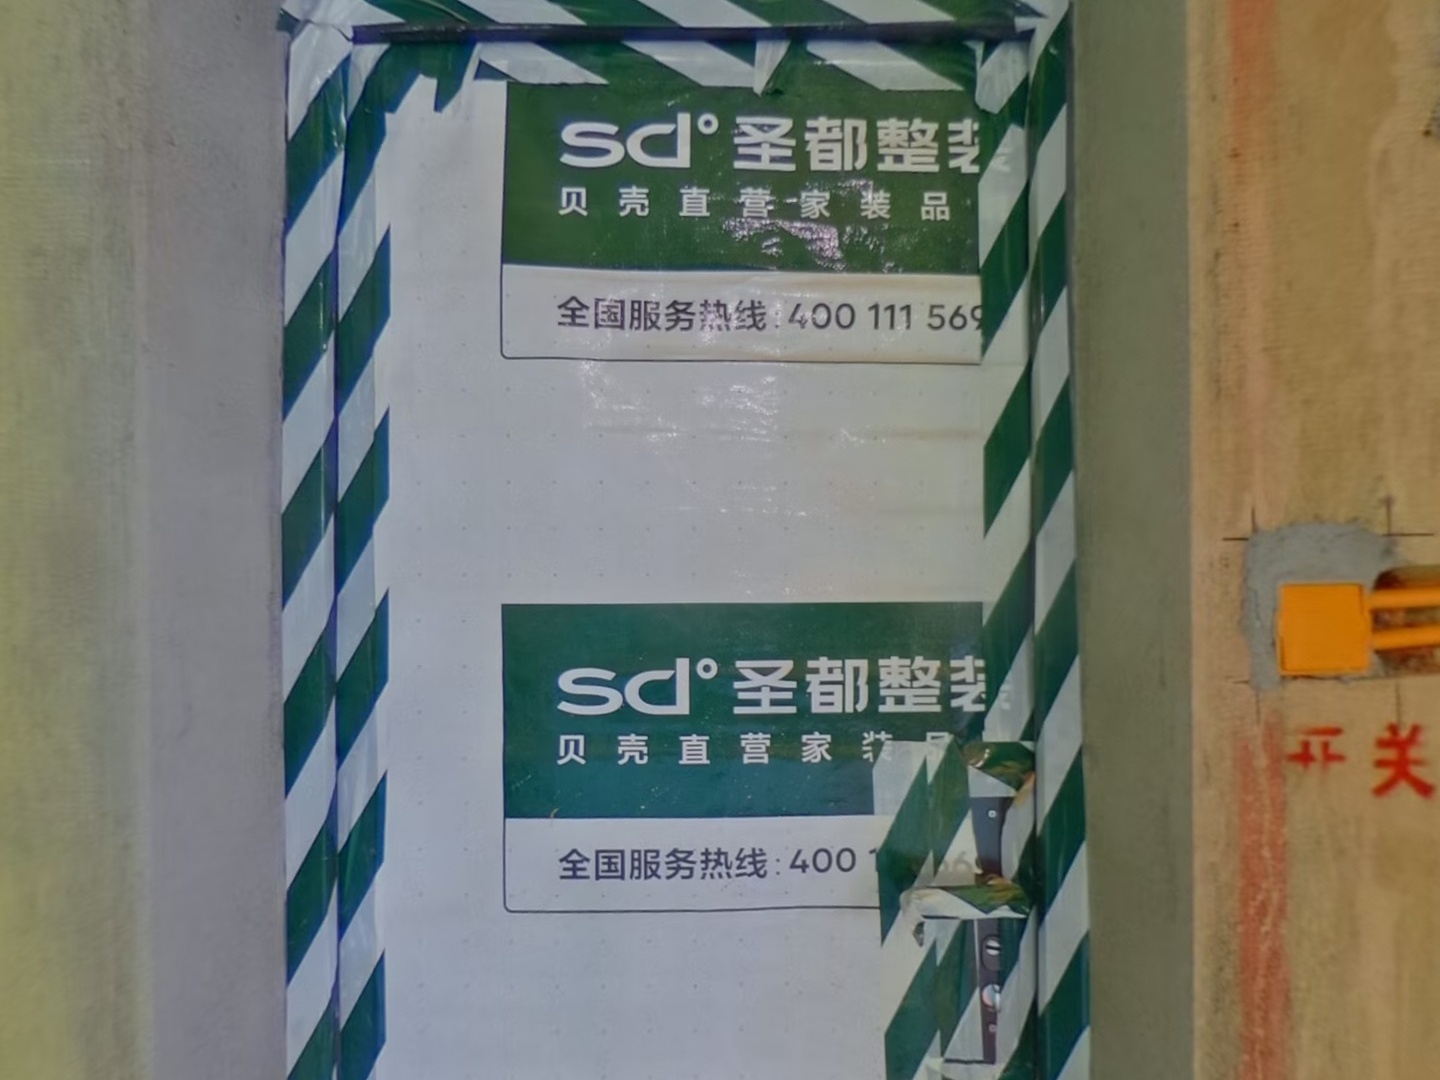 sd° 圣都整装
贝壳直营家装品
全国服务热线:400 111 569
sd° 圣都整装
贝壳直营家装品
全国服务热线:400 1
开关